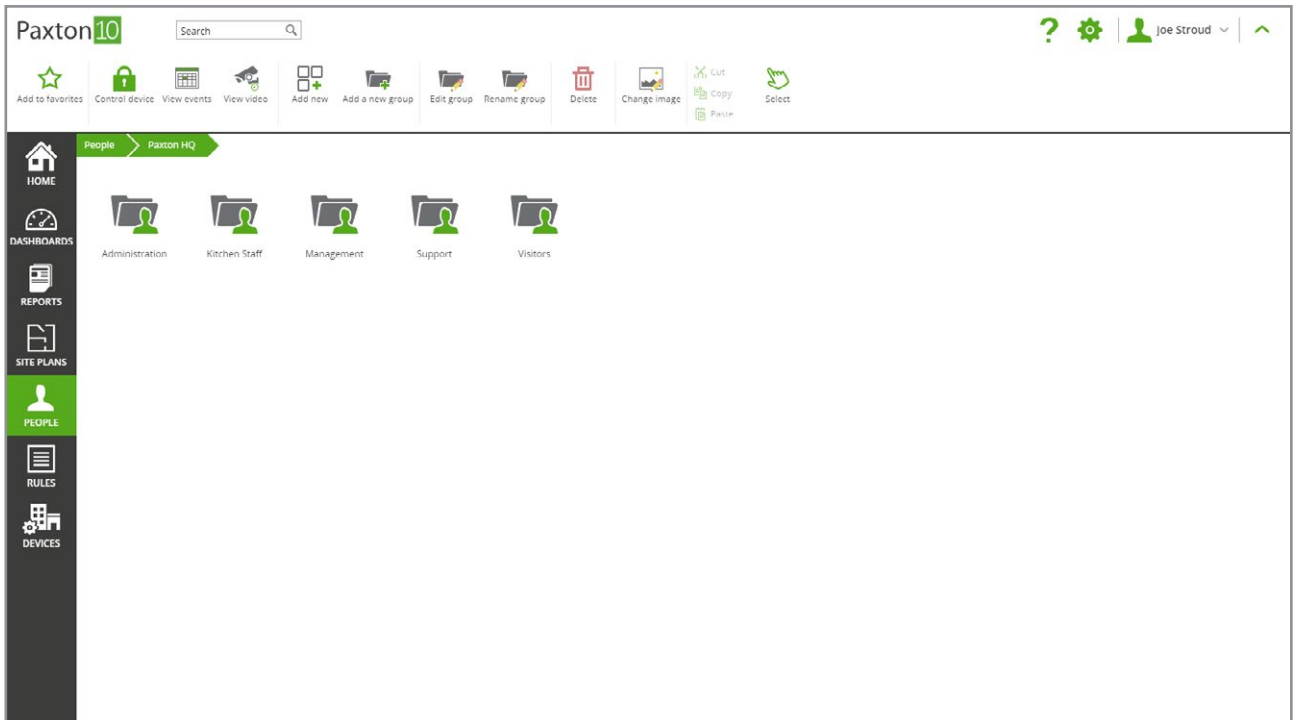 Paxton10
Search
? Joe Stroud
Add to favorites Control device View events View video Add new Add a new group Edit group Rename group Delete Change image Cut Copy Paste Select
People Paxton HQ
HOME
DASHBOARDS
REPORTS
SITE PLANS
PEOPLE
RULES
DEVICES
Administration Kitchen Staff Management Support Visitors